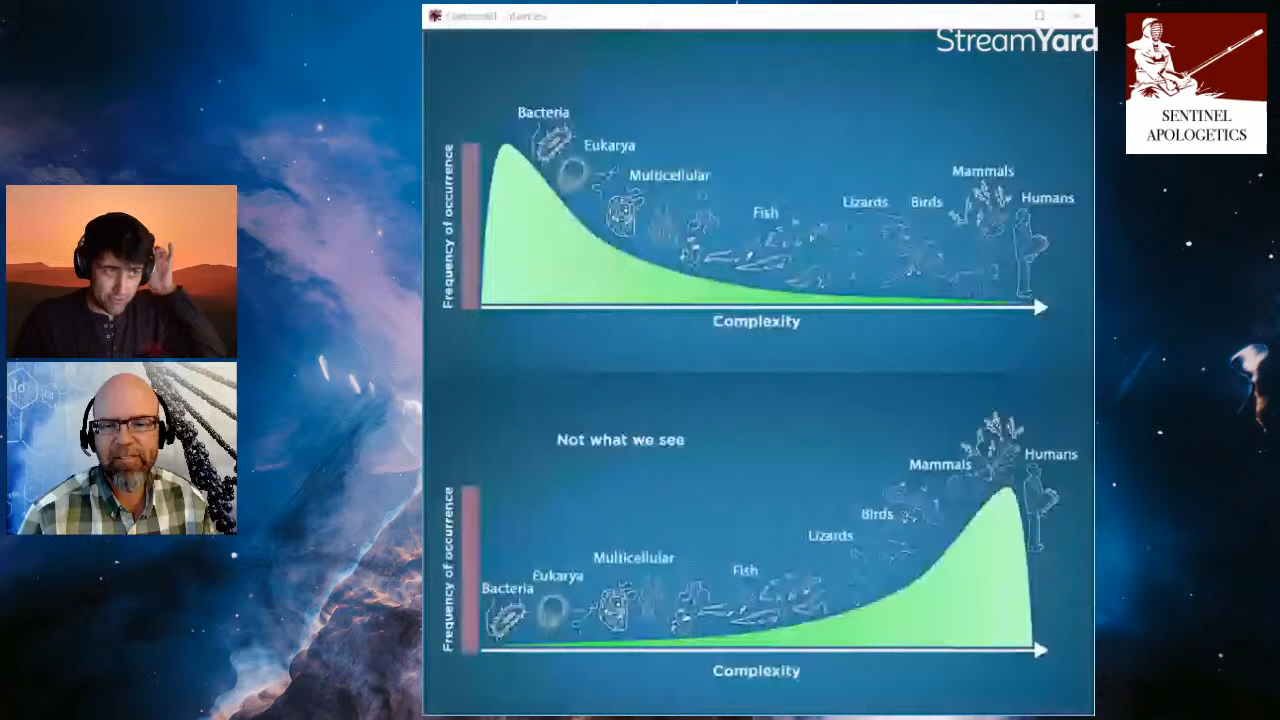 StreamYard
SENTINEL
APOLOGETICS
Bacteria
Eukarya
Multicellular
Fish
Lizards
Birds
Mammals
Humans
Frequency of occurrence
Complexity
Not what we see
Bacteria
Eukarya
Multicellular
Fish
Lizards
Birds
Mammals
Humans
Frequency of occurrence
Complexity